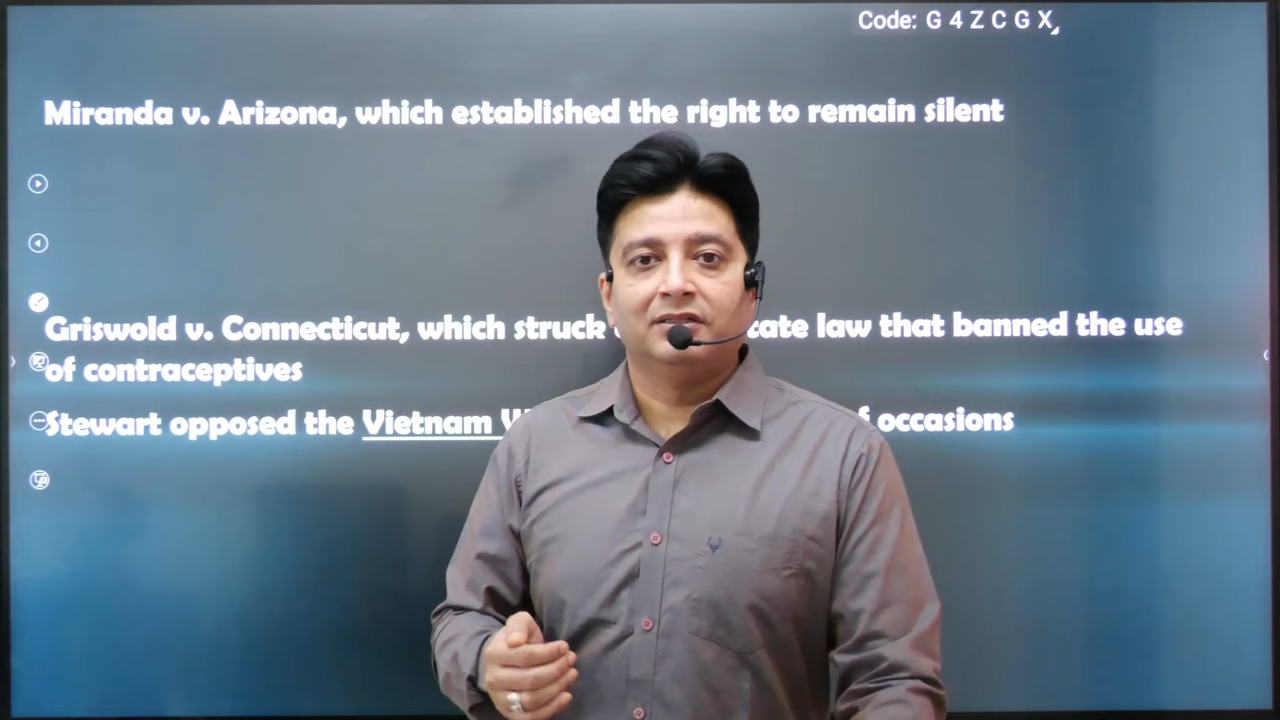 Code: G 4 Z C G X
Miranda v. Arizona, which established the right to remain silent
Griswold v. Connecticut, which struck law that banned the use
of contraceptives
Stewart opposed the Vietnam occasions